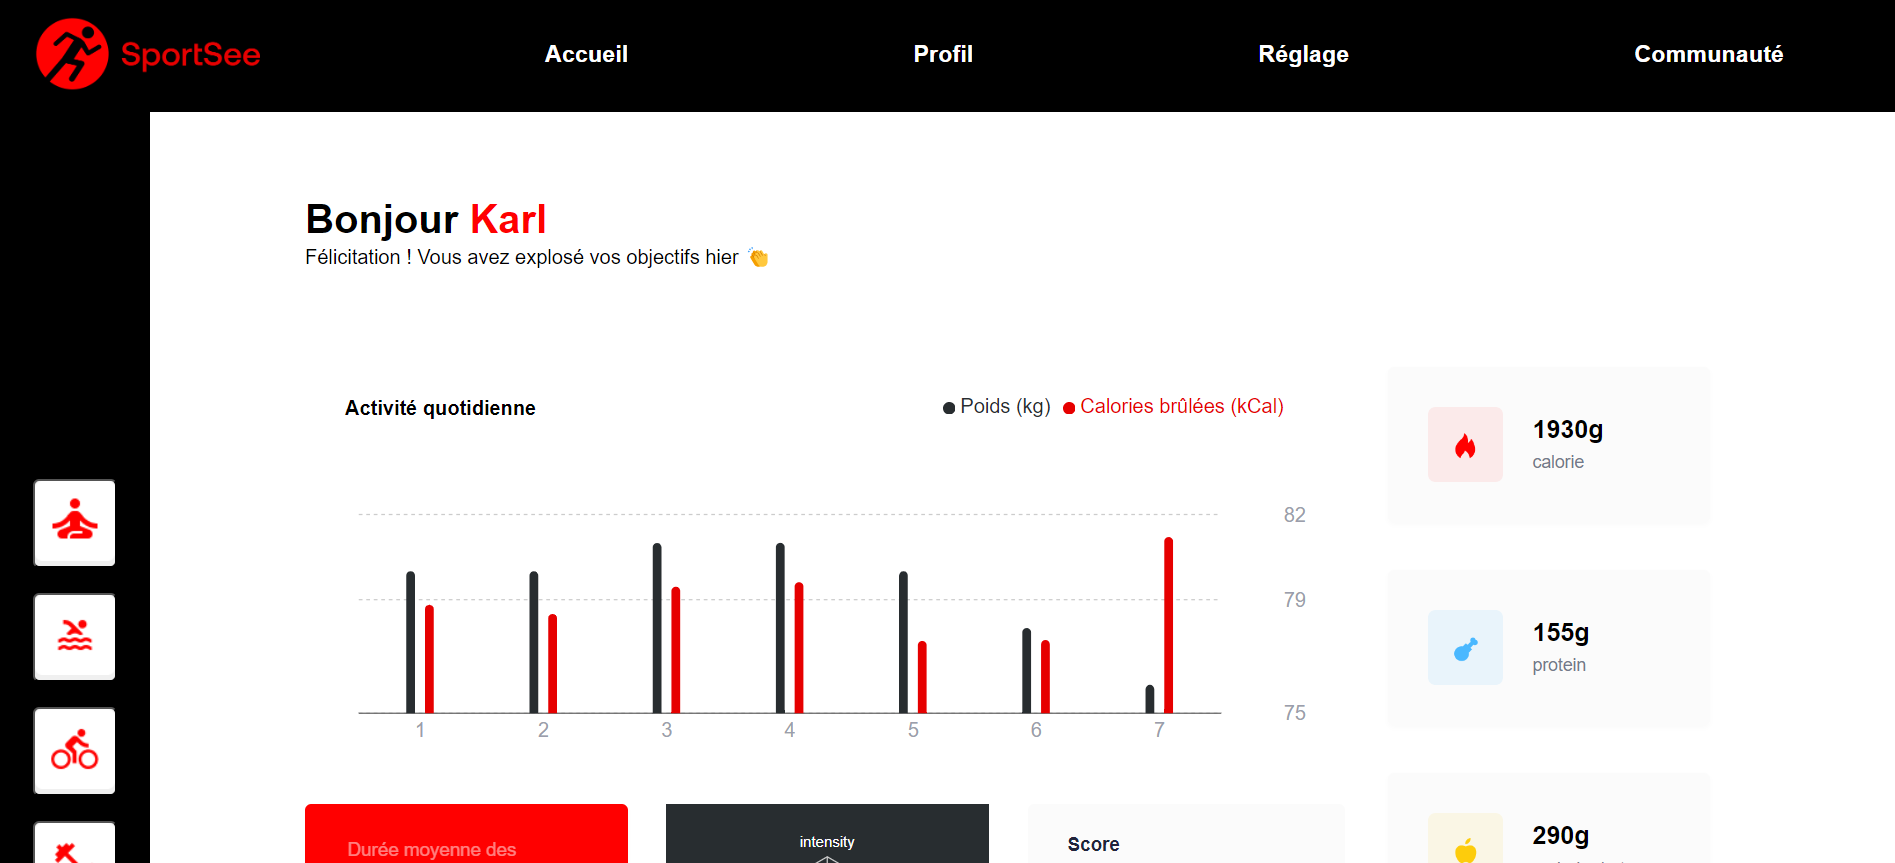 SportSee
Accueil
Profil
Réglage
Communauté
Bonjour Karl
Félicitation ! Vous avez explosé vos objectifs hier 👏
Activité quotidienne
Poids (kg)
Calories brûlées (kCal)
82
79
75
1
2
3
4
5
6
7
1930g
calorie
155g
protein
290g
Durée moyenne des
intensity
Score